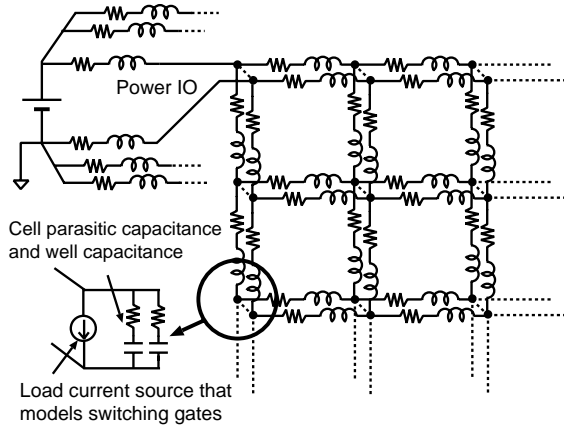 Power IO
Cell parasitic capacitance
and well capacitance
Load current source that
models switching gates